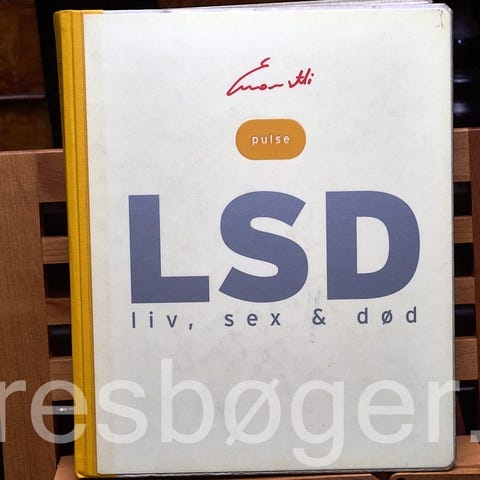 pulse
LSD
liv, sex & død
resbøger.